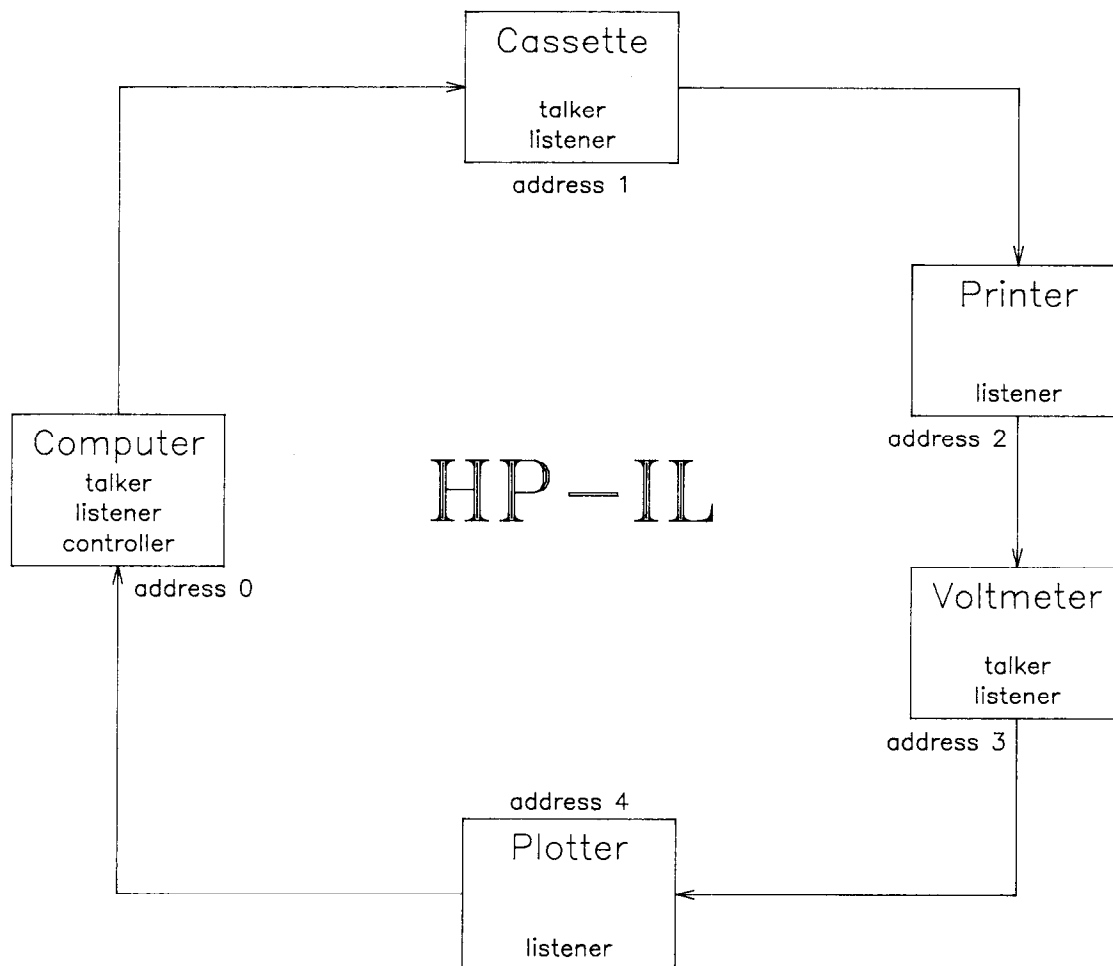 Cassette
talker
listener
address 1
Printer
listener
address 2
Computer
talker
listener
controller
address 0
HP-IL
Voltmeter
talker
listener
address 3
address 4
Plotter
listener